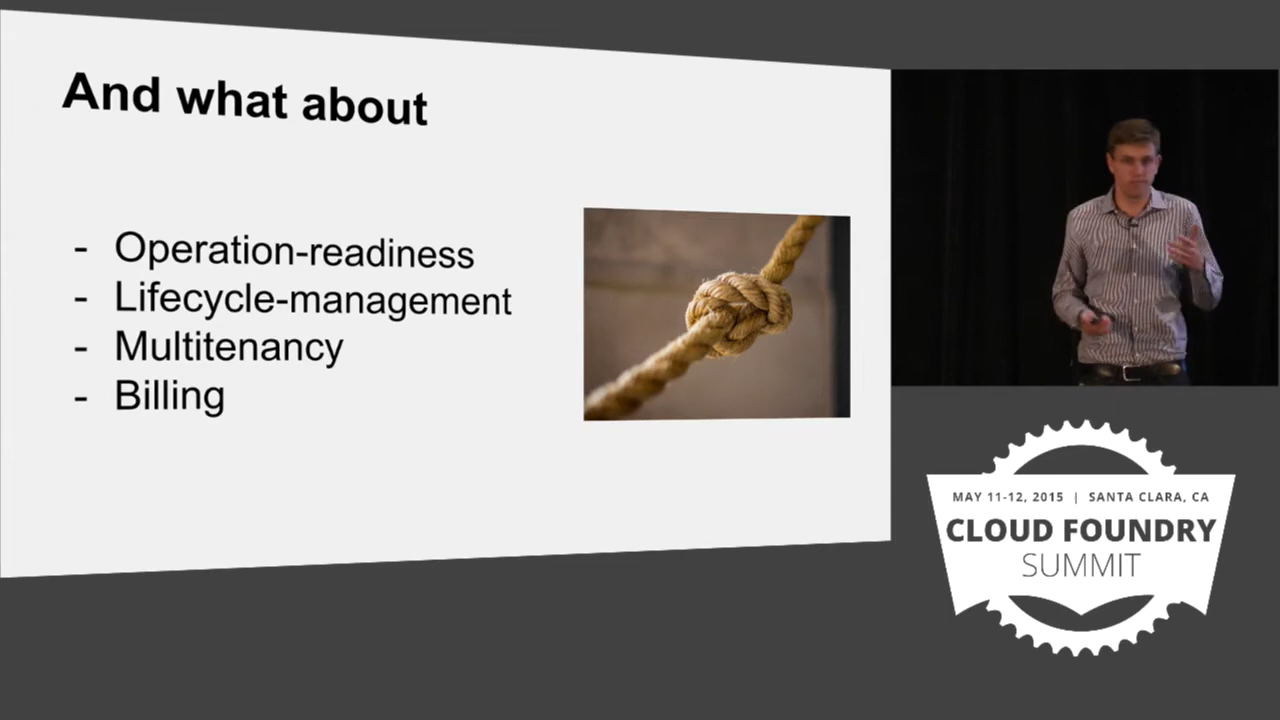 And what about
- Operation-readiness
- Lifecycle-management
- Multitenancy
- Billing
MAY 11-12, 2015 | SANTA CLARA, CA
CLOUD FOUNDRY
SUMMIT